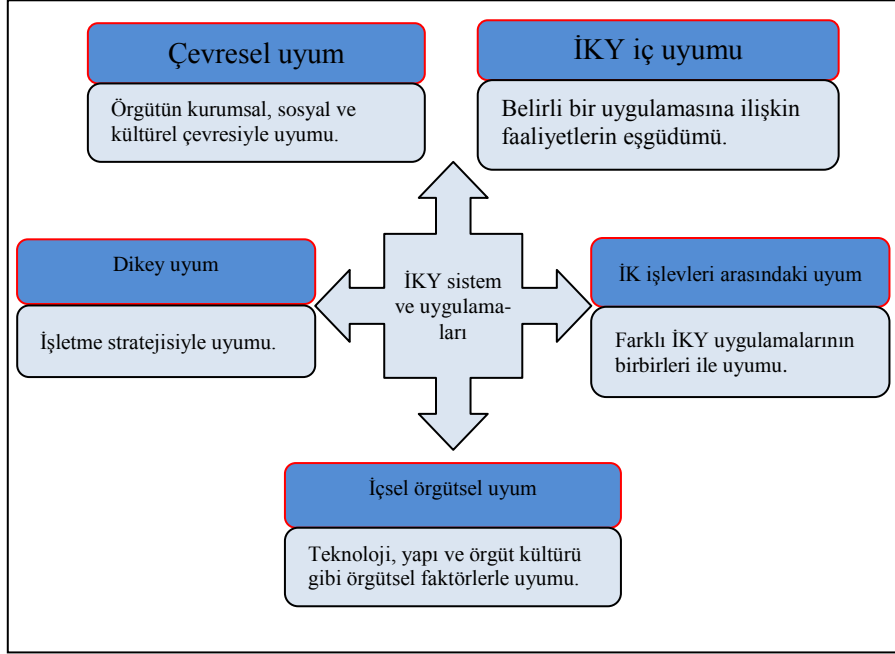 Çevresel uyum
Örgütün kurumsal, sosyal ve
kültürel çevresiyle uyumu.
İKY iç uyumu
Belirli bir uygulamasına ilişkin
faaliyetlerin eşgüdümü.
Dikey uyum
İşletme stratejisiyle uyumu.
İKY sistem
ve uygulama-
ları
İK işlevleri arasındaki uyum
Farklı İKY uygulamalarının
birbirleri ile uyumu.
İçsel örgütsel uyum
Teknoloji, yapı ve örgüt kültürü
gibi örgütsel faktörlerle uyumu.